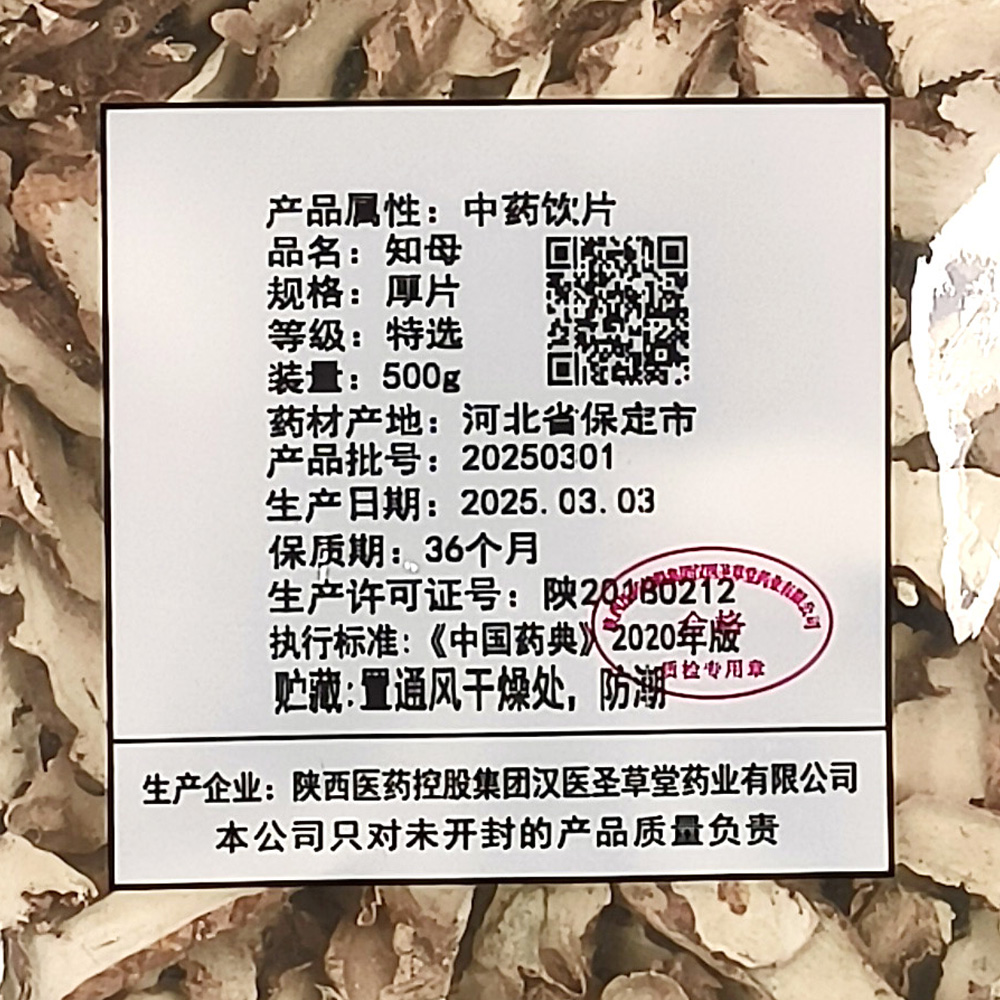 产品属性：中药饮片
品名：知母
规格：厚片
等级：特选
装量：500g
药材产地：河北省保定市
产品批号：20250301
生产日期：2025.03.03
保质期：36个月
生产许可证号：陕20180212
执行标准:《中国药典》2020年版
贮藏:置通风干燥处，防潮
合格
质检专用章
生产企业：陕西医药控股集团汉医圣草堂药业有限公司
本公司只对未开封的产品质量负责